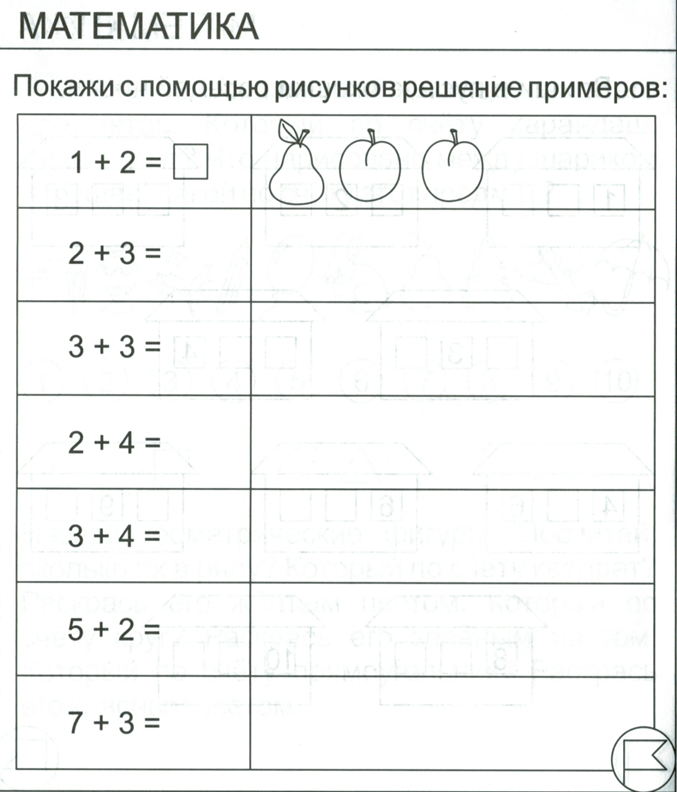 МАТЕМАТИКА
Покажи с помощью рисунков решение примеров:
1 + 2 =
2 + 3 =
3 + 3 =
2 + 4 =
3 + 4 =
5 + 2 =
7 + 3 =